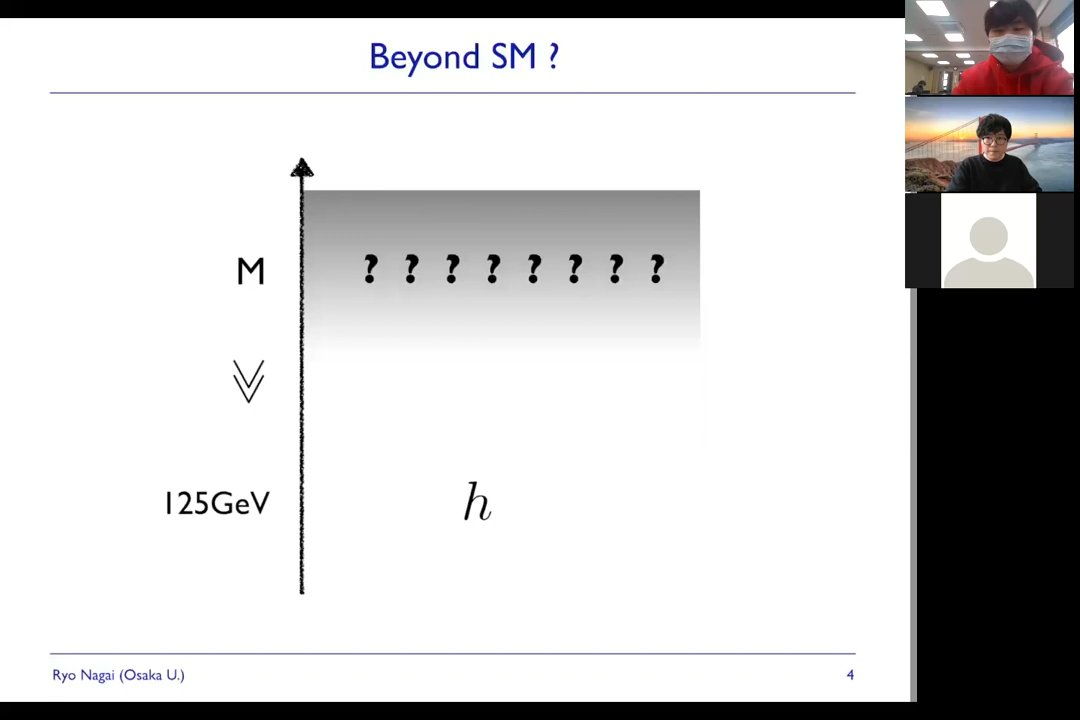 Beyond SM ?
M
? ? ? ? ? ? ? ?
≫
125GeV
h
Ryo Nagai (Osaka U.)
4